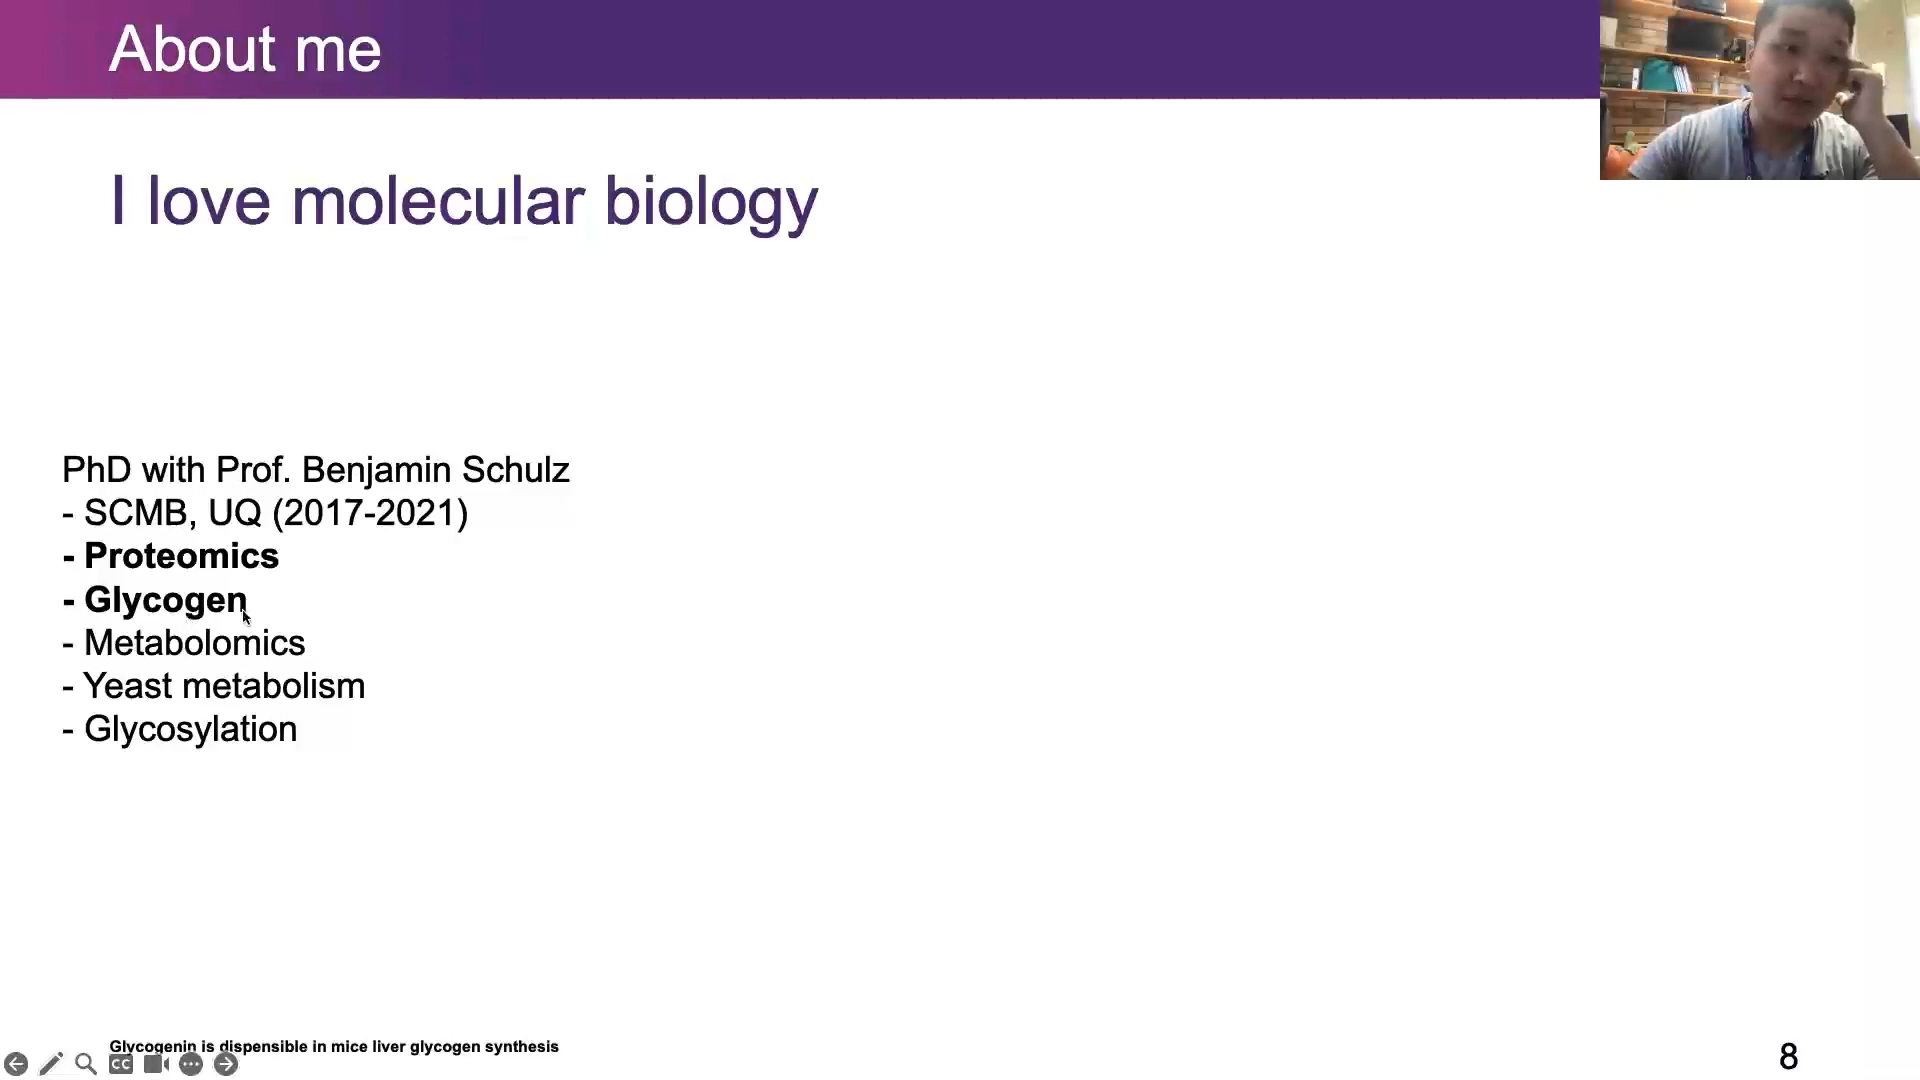 About me
I love molecular biology
PhD with Prof. Benjamin Schulz
- SCMB, UQ (2017-2021)
- Proteomics
- Glycogen
- Metabolomics
- Yeast metabolism
- Glycosylation
Glycogenin is dispensible in mice liver glycogen synthesis
CC
8